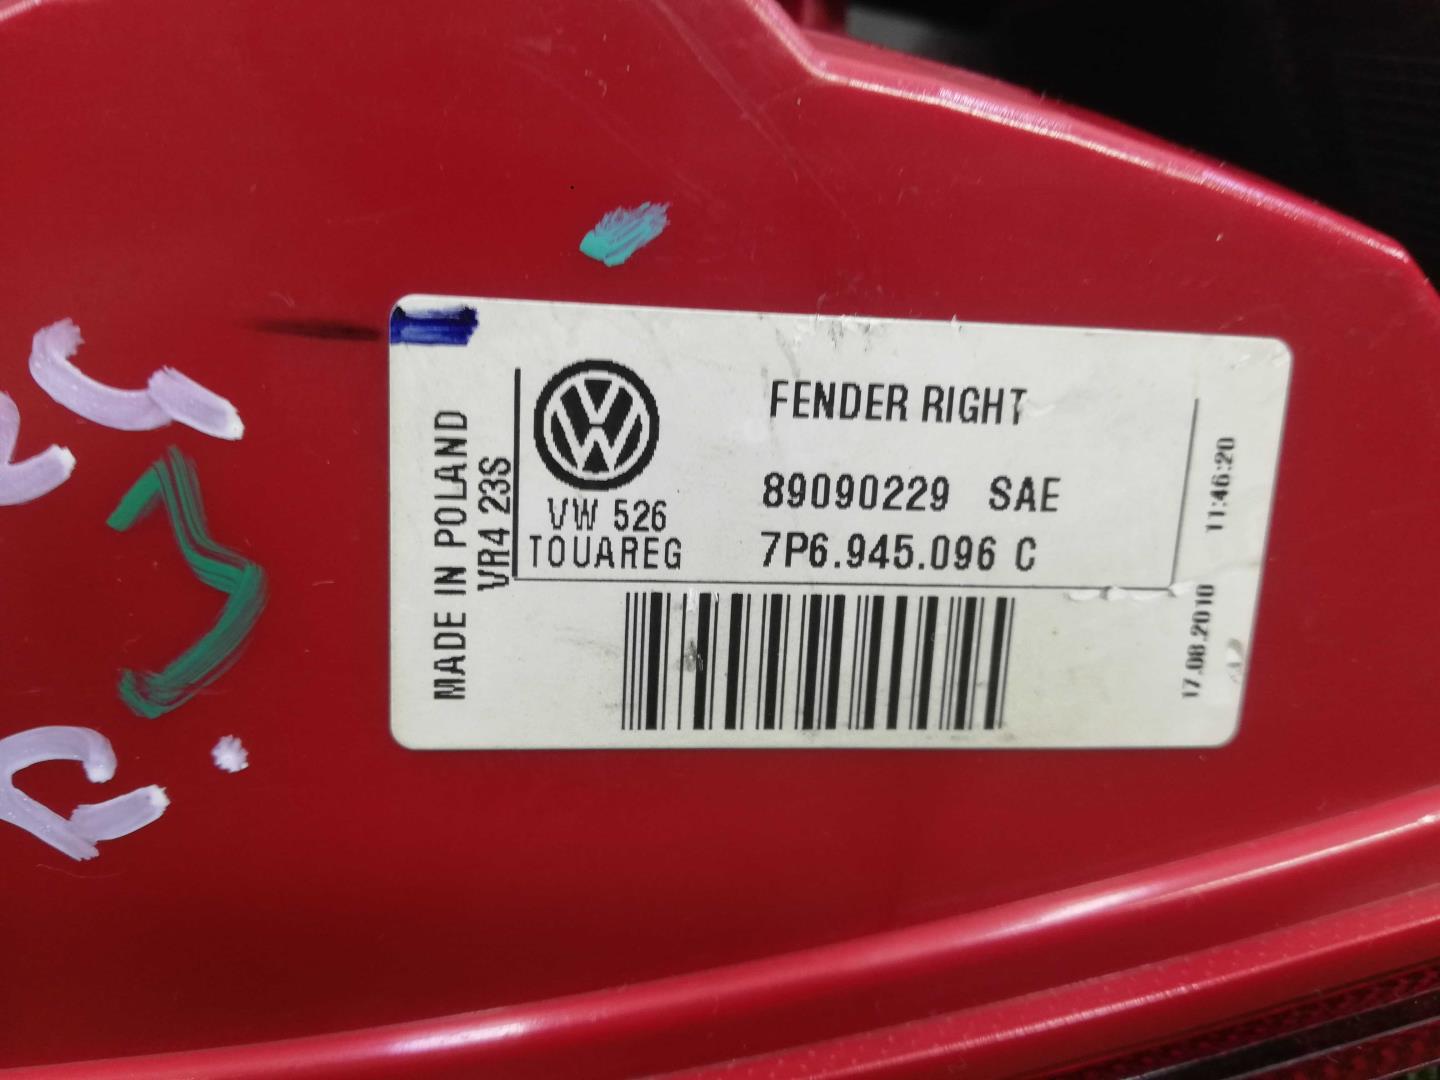 MADE IN POLAND
VR4 23S
VW 526
TOUAREG
FENDER RIGHT
89090229 SAE
7P6.945.096 C
17.08.2010 11:46:20